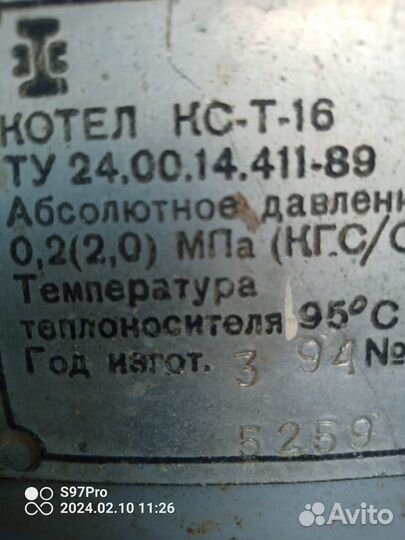 КОТЕЛ КС-Т-16
ТУ 24.00.14.411-89
Абсолютное давлени
0,2(2,0) МПа (КГС/С
Температура
теплоносителя 95°С
Год изгот. 3 94 №
5259
S97Pro
2024.02.10 11:26
Avito